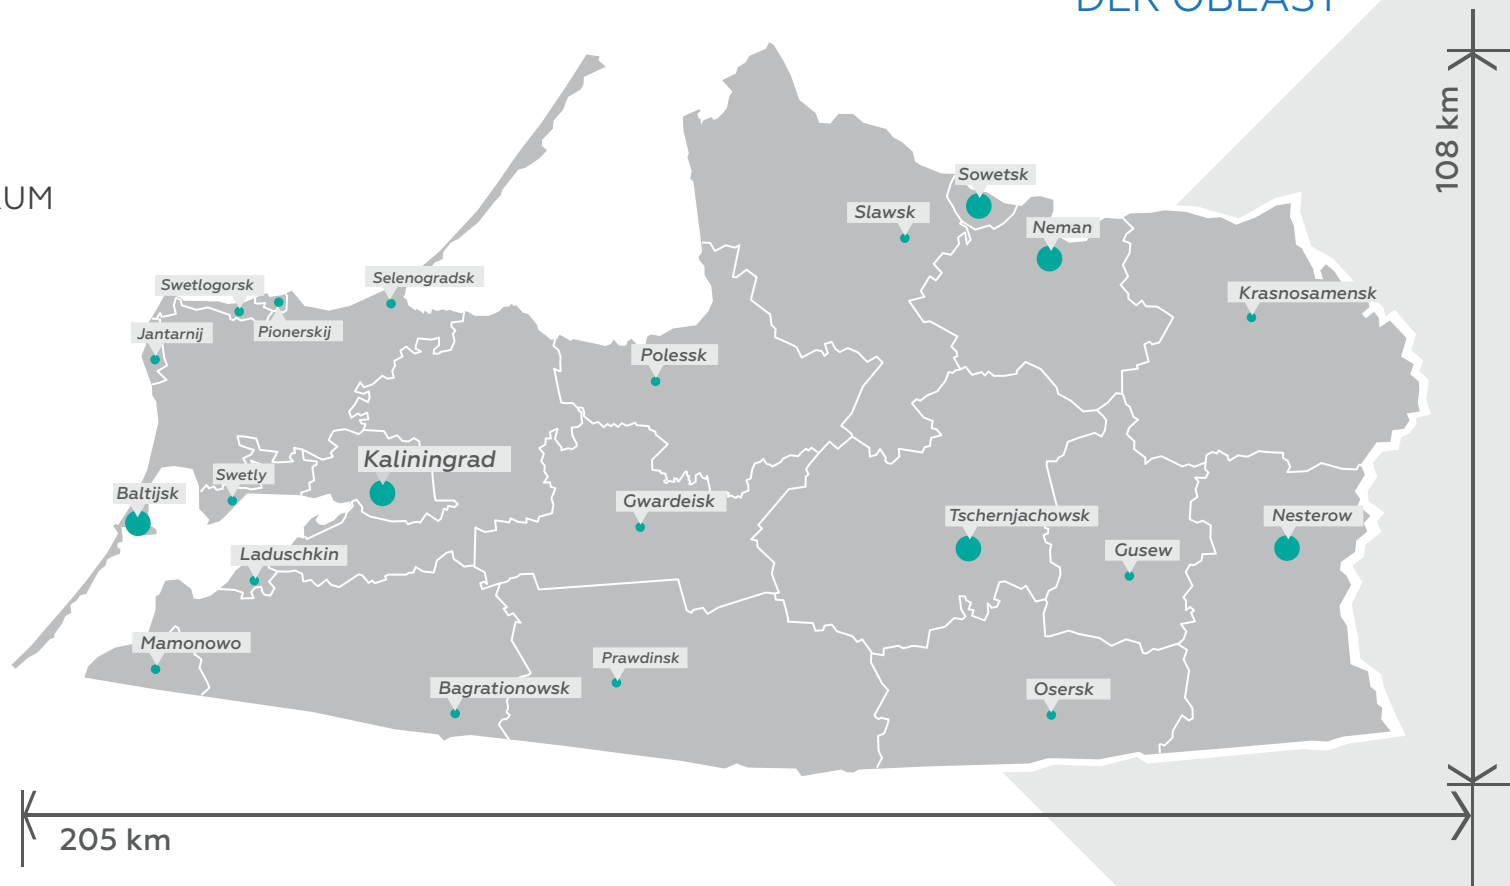 DER OBLAST
UM
108 km
Sowetsk
Slawsk
Neman
Selenogradsk
Swetlogorsk
Krasnosamensk
Pionerskij
Jantarnij
Polessk
Kaliningrad
Swetly
Baltijsk
Gwardeisk
Tschernjachowsk
Nesterow
Laduschkin
Gusew
Mamonowo
Prawdinsk
Bagrationowsk
Osersk
205 km